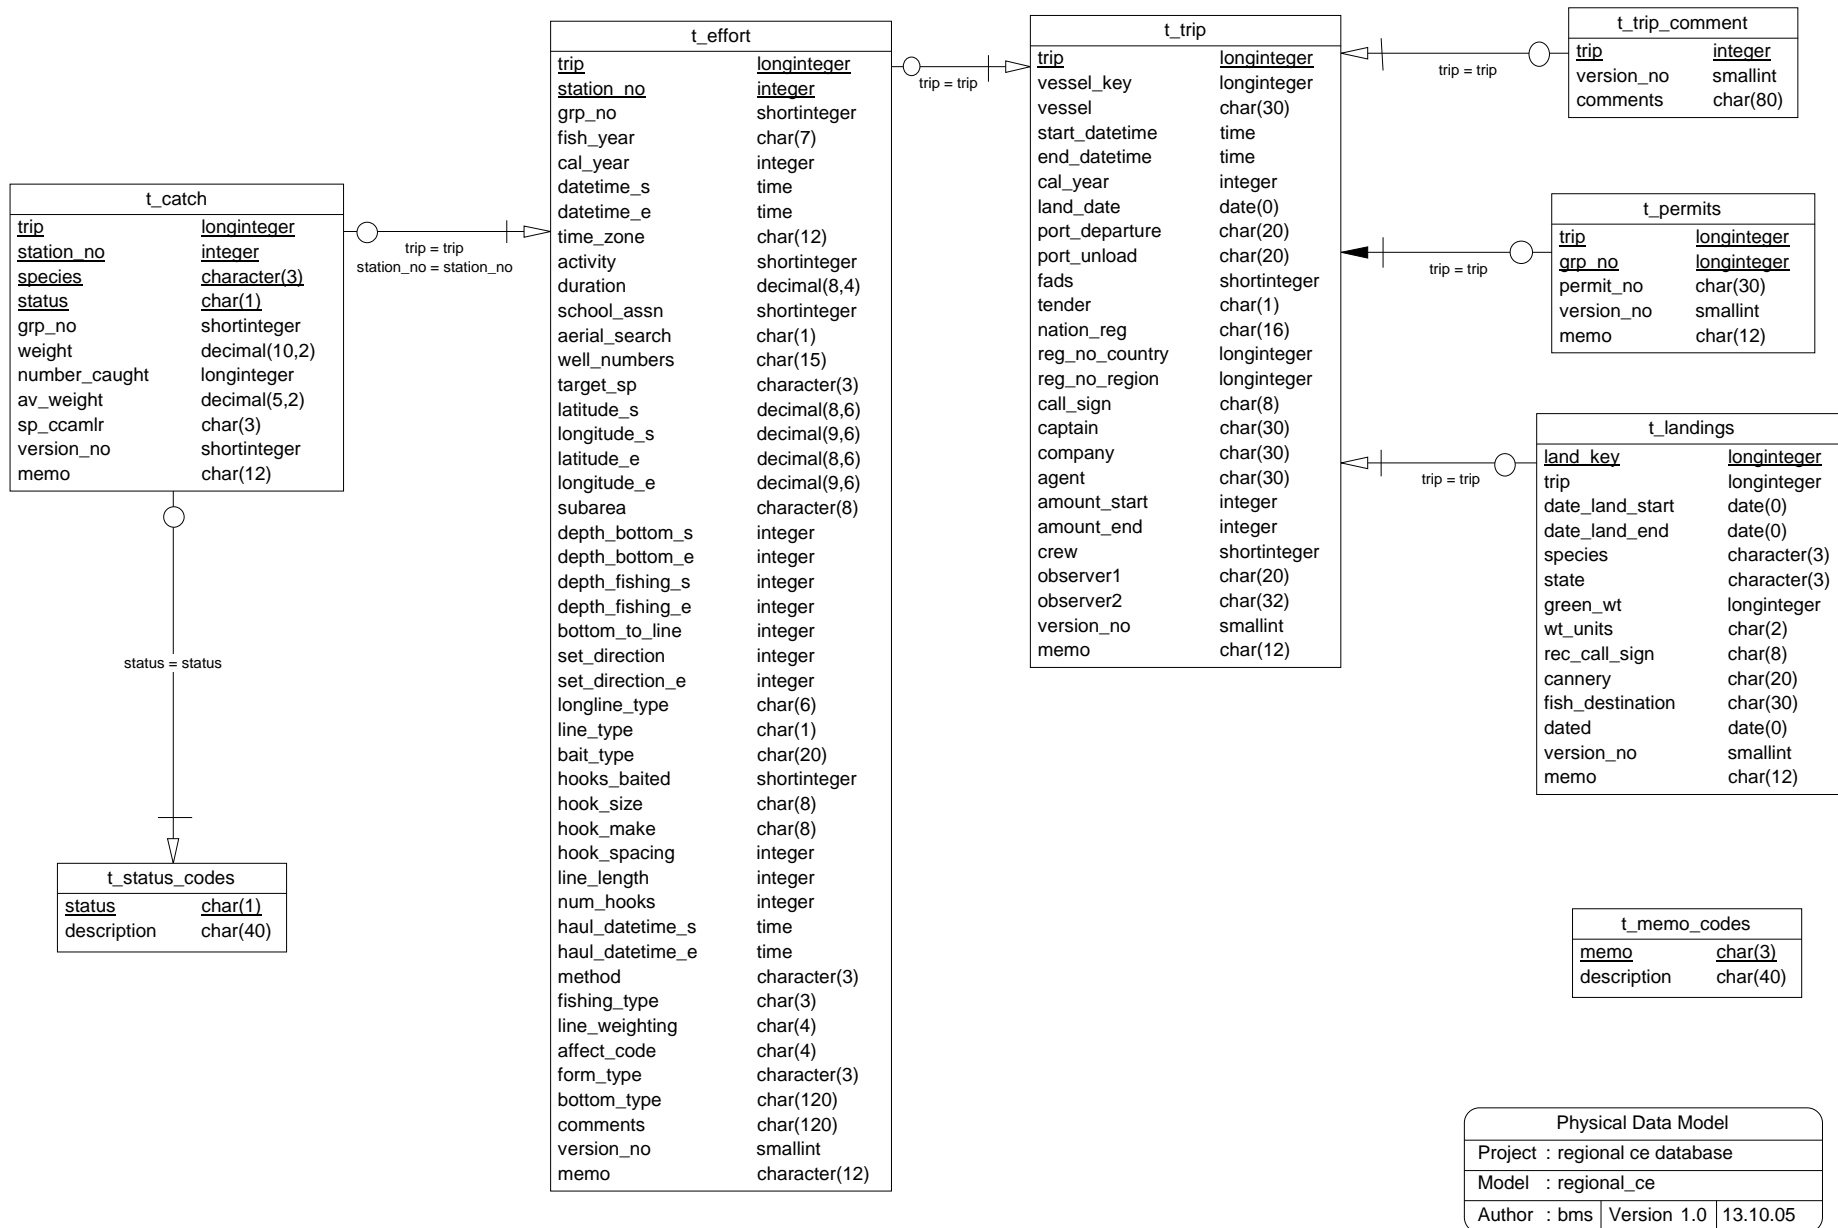 t_catch
trip longinteger
station_no integer
species character(3)
status char(1)
grp_no shortinteger
weight decimal(10,2)
number_caught longinteger
av_weight decimal(5,2)
sp_ccamlr char(3)
version_no shortinteger
memo char(12)
trip = trip
station_no = station_no
status = status
t_status_codes
status char(1)
description char(40)
t_effort
trip longinteger
station_no integer
grp_no shortinteger
fish_year char(7)
cal_year integer
datetime_s time
datetime_e time
time_zone char(12)
activity shortinteger
duration decimal(8,4)
school_assn shortinteger
aerial_search char(1)
well_numbers char(15)
target_sp character(3)
latitude_s decimal(8,6)
longitude_s decimal(9,6)
latitude_e decimal(8,6)
longitude_e decimal(9,6)
subarea character(8)
depth_bottom_s integer
depth_bottom_e integer
depth_fishing_s integer
depth_fishing_e integer
bottom_to_line integer
set_direction integer
set_direction_e integer
longline_type char(6)
line_type char(1)
bait_type char(20)
hooks_baited shortinteger
hook_size char(8)
hook_make char(8)
hook_spacing integer
line_length integer
num_hooks integer
haul_datetime_s time
haul_datetime_e time
method character(3)
fishing_type char(3)
line_weighting char(4)
affect_code char(4)
form_type character(3)
bottom_type char(120)
comments char(120)
version_no smallint
memo character(12)
trip = trip
t_trip
trip longinteger
vessel_key longinteger
vessel char(30)
start_datetime time
end_datetime time
cal_year integer
land_date date(0)
port_departure char(20)
port_unload char(20)
fads shortinteger
tender char(1)
nation_reg char(16)
reg_no_country longinteger
reg_no_region longinteger
call_sign char(8)
captain char(30)
company char(30)
agent char(30)
amount_start integer
amount_end integer
crew shortinteger
observer1 char(20)
observer2 char(32)
version_no smallint
memo char(12)
trip = trip
t_trip_comment
trip integer
version_no smallint
comments char(80)
trip = trip
t_permits
trip longinteger
grp_no longinteger
permit_no char(30)
version_no smallint
memo char(12)
trip = trip
t_landings
land_key longinteger
trip longinteger
date_land_start date(0)
date_land_end date(0)
species character(3)
state character(3)
green_wt longinteger
wt_units char(2)
rec_call_sign char(8)
cannery char(20)
fish_destination char(30)
dated date(0)
version_no smallint
memo char(12)
t_memo_codes
memo char(3)
description char(40)
Physical Data Model
Project : regional ce database
Model : regional_ce
Author : bms Version 1.0 13.10.05